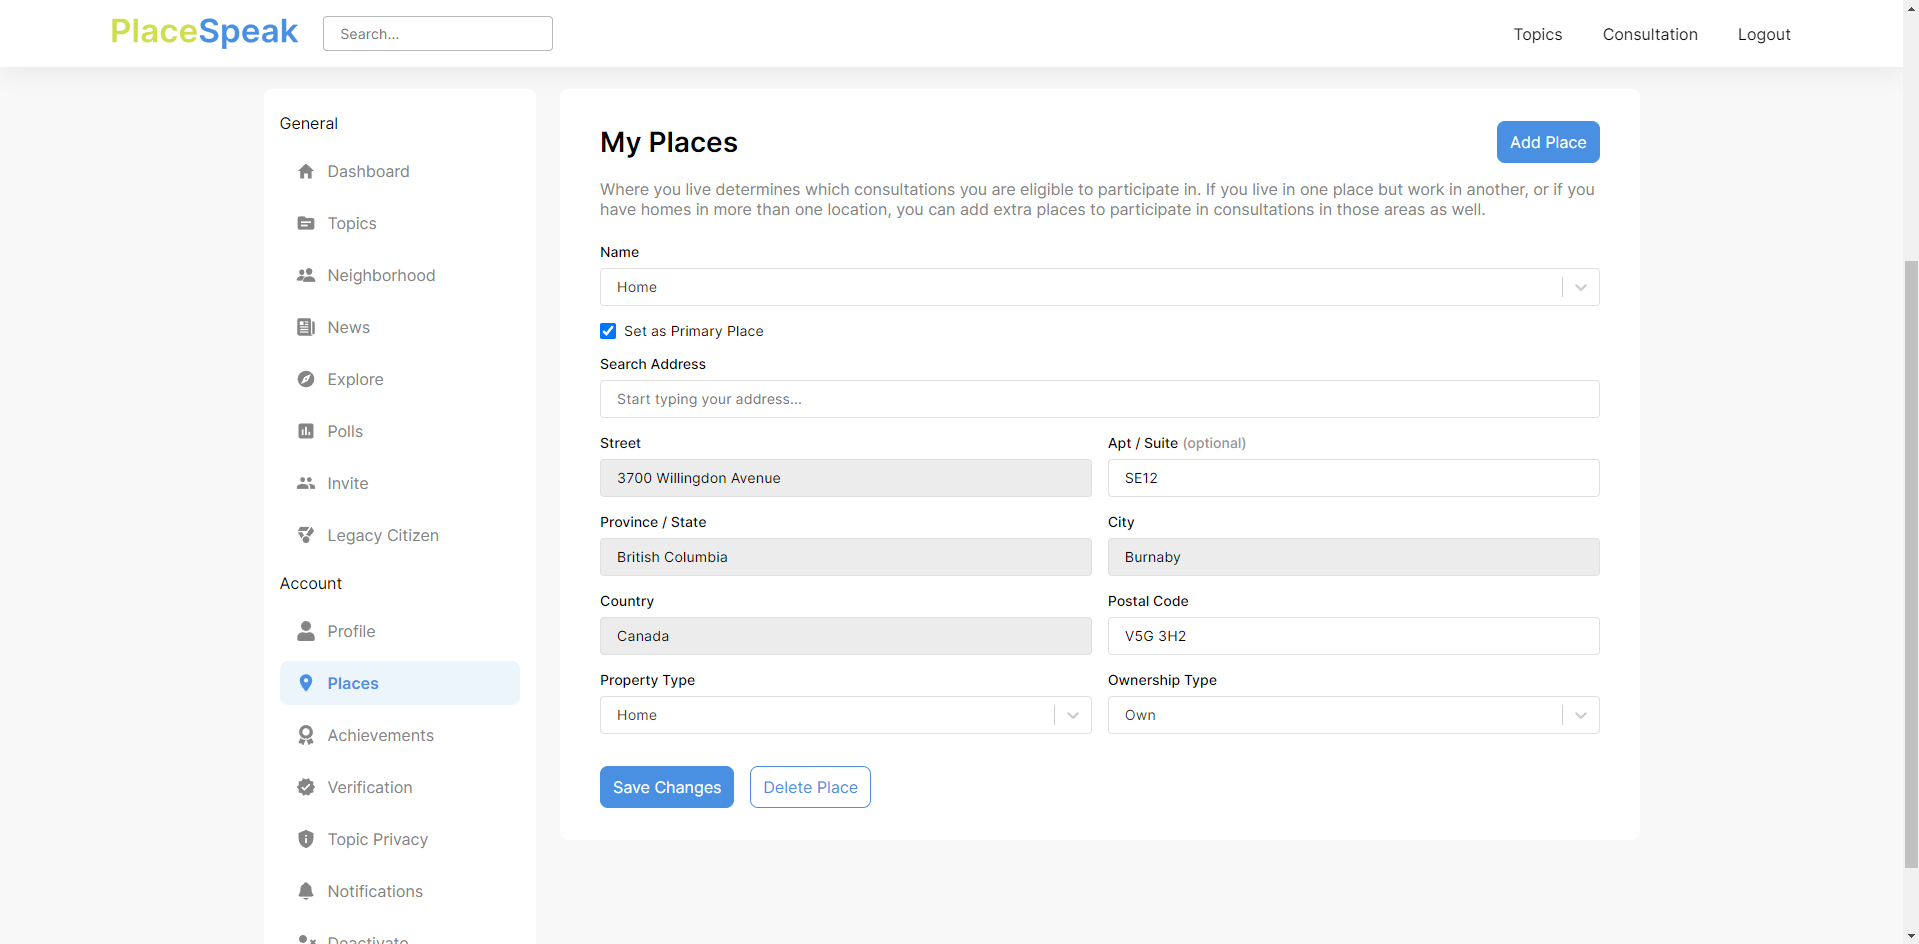 PlaceSpeak
Search...
Topics
Consultation
Logout
General
Dashboard
Topics
Neighborhood
News
Explore
Polls
Invite
Legacy Citizen
Account
Profile
Places
Achievements
Verification
Topic Privacy
Notifications
Deactivate
My Places
Add Place
Where you live determines which consultations you are eligible to participate in. If you live in one place but work in another, or if you
have homes in more than one location, you can add extra places to participate in consultations in those areas as well.
Name
Home
Set as Primary Place
Search Address
Start typing your address...
Street
Apt / Suite (optional)
3700 Willingdon Avenue
SE12
Province / State
City
British Columbia
Burnaby
Country
Postal Code
Canada
V5G 3H2
Property Type
Ownership Type
Home
Own
Save Changes
Delete Place